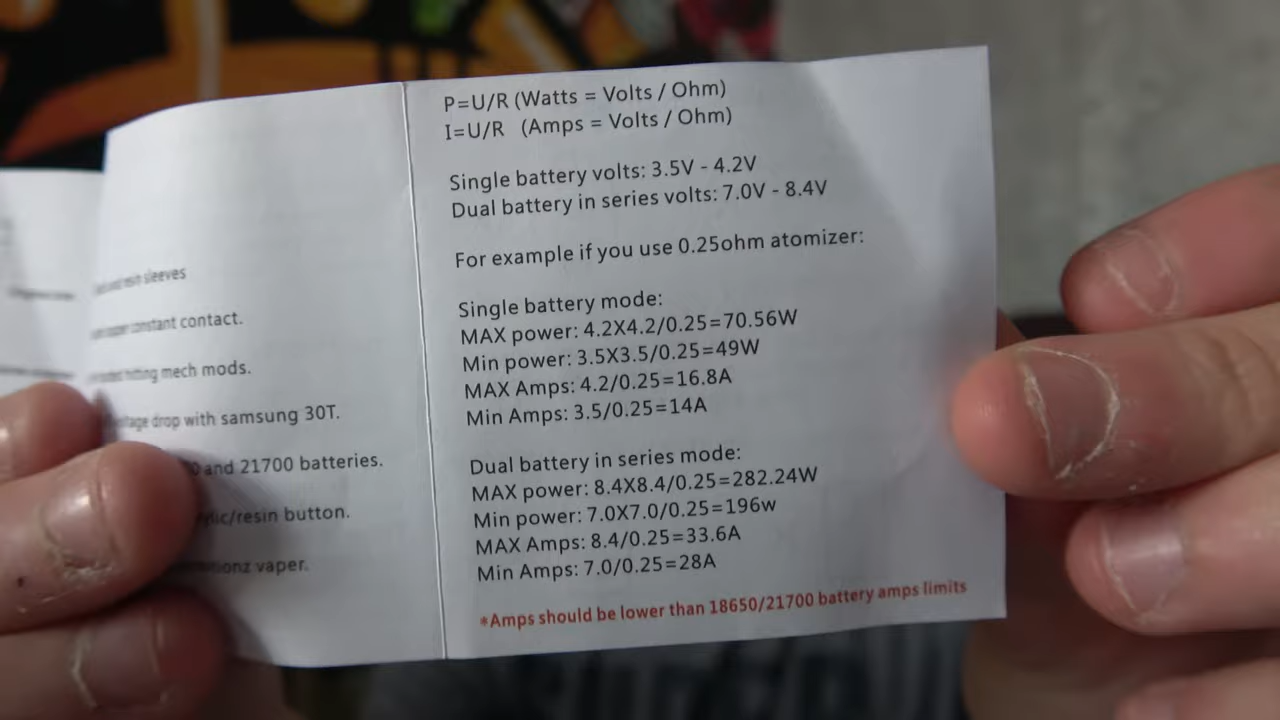 sleeves
constant contact.
hitting mech mods.
drop with samsung 30T.
and 21700 batteries.
button.
vaper.
P=U/R (Watts = Volts / Ohm)
I=U/R (Amps = Volts / Ohm)
Single battery volts: 3.5V - 4.2V
Dual battery in series volts: 7.0V - 8.4V
For example if you use 0.25ohm atomizer:
Single battery mode:
MAX power: 4.2X4.2/0.25=70.56W
Min power: 3.5X3.5/0.25=49W
MAX Amps: 4.2/0.25=16.8A
Min Amps: 3.5/0.25=14A
Dual battery in series mode:
MAX power: 8.4X8.4/0.25=282.24W
Min power: 7.0X7.0/0.25=196w
MAX Amps: 8.4/0.25=33.6A
Min Amps: 7.0/0.25=28A
*Amps should be lower than 18650/21700 battery amps limits